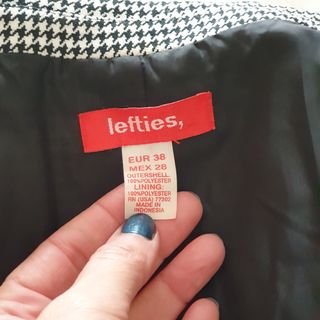 lefties,
EUR 38
MEX 28
OUTERSHELL
100%POLYESTER
LINING:
100%POLYESTER
RN (USA):77302
MADE IN
INDONESIA